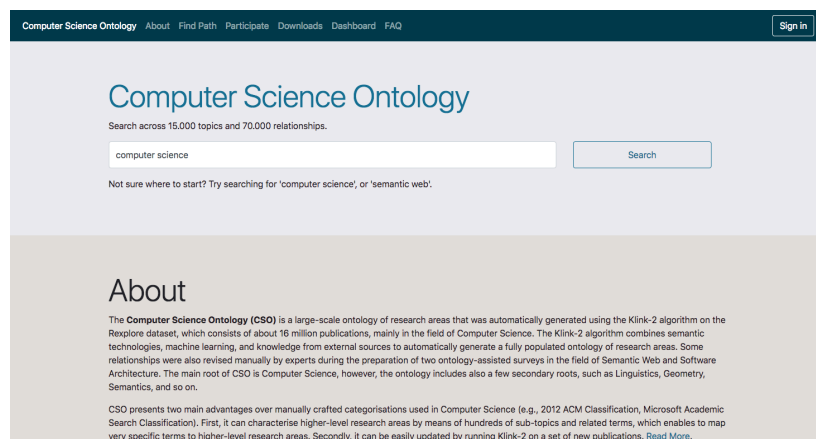 Computer Science Ontology About Find Path Participate Downloads Dashboard FAQ Sign in
Computer Science Ontology
Search across 15.000 topics and 70.000 relationships.
computer science Search
Not sure where to start? Try searching for 'computer science', or 'semantic web'.
About
The Computer Science Ontology (CSO) is a large-scale ontology of research areas that was automatically generated using the Klink-2 algorithm on the
Rexplore dataset, which consists of about 16 million publications, mainly in the field of Computer Science. The Klink-2 algorithm combines semantic
technologies, machine learning, and knowledge from external sources to automatically generate a fully populated ontology of research areas. Some
relationships were also revised manually by experts during the preparation of two ontology-assisted surveys in the field of Semantic Web and Software
Architecture. The main root of CSO is Computer Science, however, the ontology includes also a few secondary roots, such as Linguistics, Geometry,
Semantics, and so on.
CSO presents two main advantages over manually crafted categorisations used in Computer Science (e.g., 2012 ACM Classification, Microsoft Academic
Search Classification). First, it can characterise higher-level research areas by means of hundreds of sub-topics and related terms, which enables to map
very specific terms to higher-level research areas. Secondly, it can be easily updated by running Klink-2 on a set of new publications. Read More.